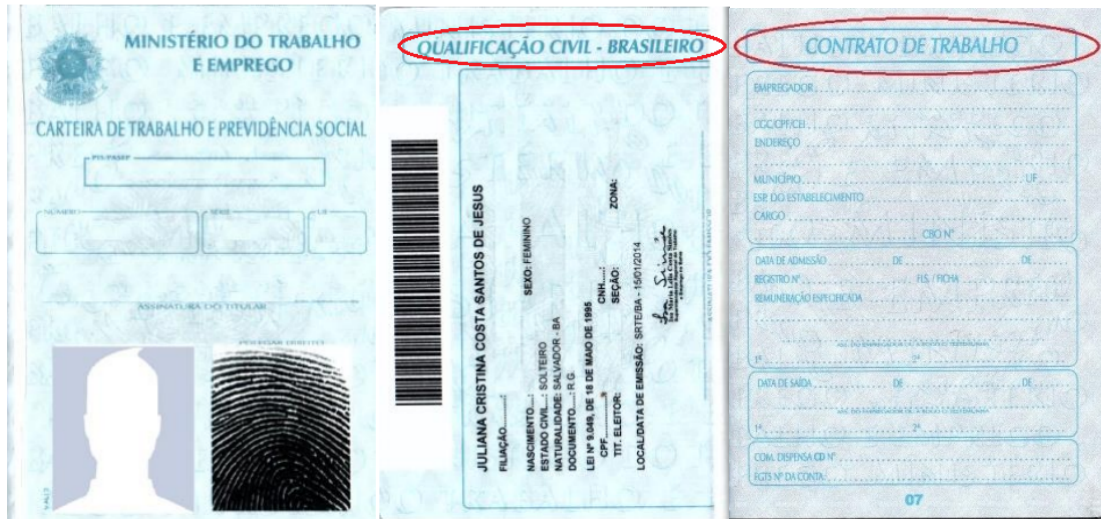 MINISTÉRIO DO TRABALHO
E EMPREGO
CARTEIRA DE TRABALHO E PREVIDÊNCIA SOCIAL
PIS/PASEP
NÚMERO
SÉRIE
UF
ASSINATURA DO TITULAR
POLEGAR DIREITO
QUALIFICAÇÃO CIVIL - BRASILEIRO
JULIANA CRISTINA COSTA SANTOS DE JESUS
FILIAÇÃO..........:
NASCIMENTO....: SEXO: FEMININO
ESTADO CIVIL...: SOLTEIRO
NATURALIDADE: SALVADOR - BA
DOCUMENTO....: R.G.
LEI Nº 9.049, DE 18 DE MAIO DE 1995
CPF.......: CNH.....:
TIT. ELEITOR: SEÇÃO: ZONA:
LOCAL/DATA DE EMISSÃO: SRTE/BA - 15/01/2014
CONTRATO DE TRABALHO
EMPREGADOR
CGC/CPF/CEI
ENDEREÇO
MUNICÍPIO UF
ESP. DO ESTABELECIMENTO
CARGO
CBO Nº
DATA DE ADMISSÃO DE DE
REGISTRO Nº FLS. / FICHA
REMUNERAÇÃO ESPECIFICADA
1º 2º
DATA DE SAÍDA DE DE
1º 2º
COM. DISPENSA CD Nº
FGTS Nº DA CONTA
07